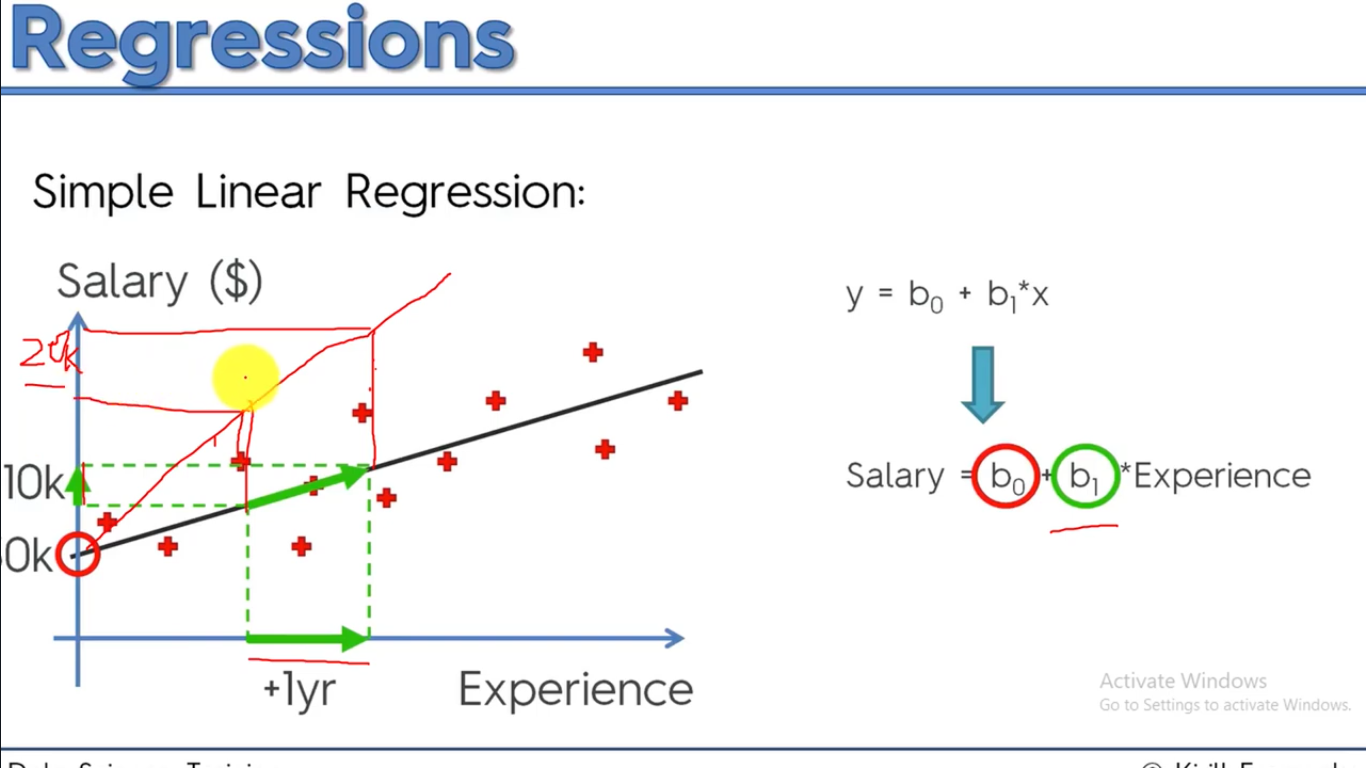 Regressions
Simple Linear Regression:
Salary ($)
y = b₀ + b₁*x
20k
10k
Salary = b₀ + b₁ *Experience
0k
+1yr
Experience
Activate Windows
Go to Settings to activate Windows.